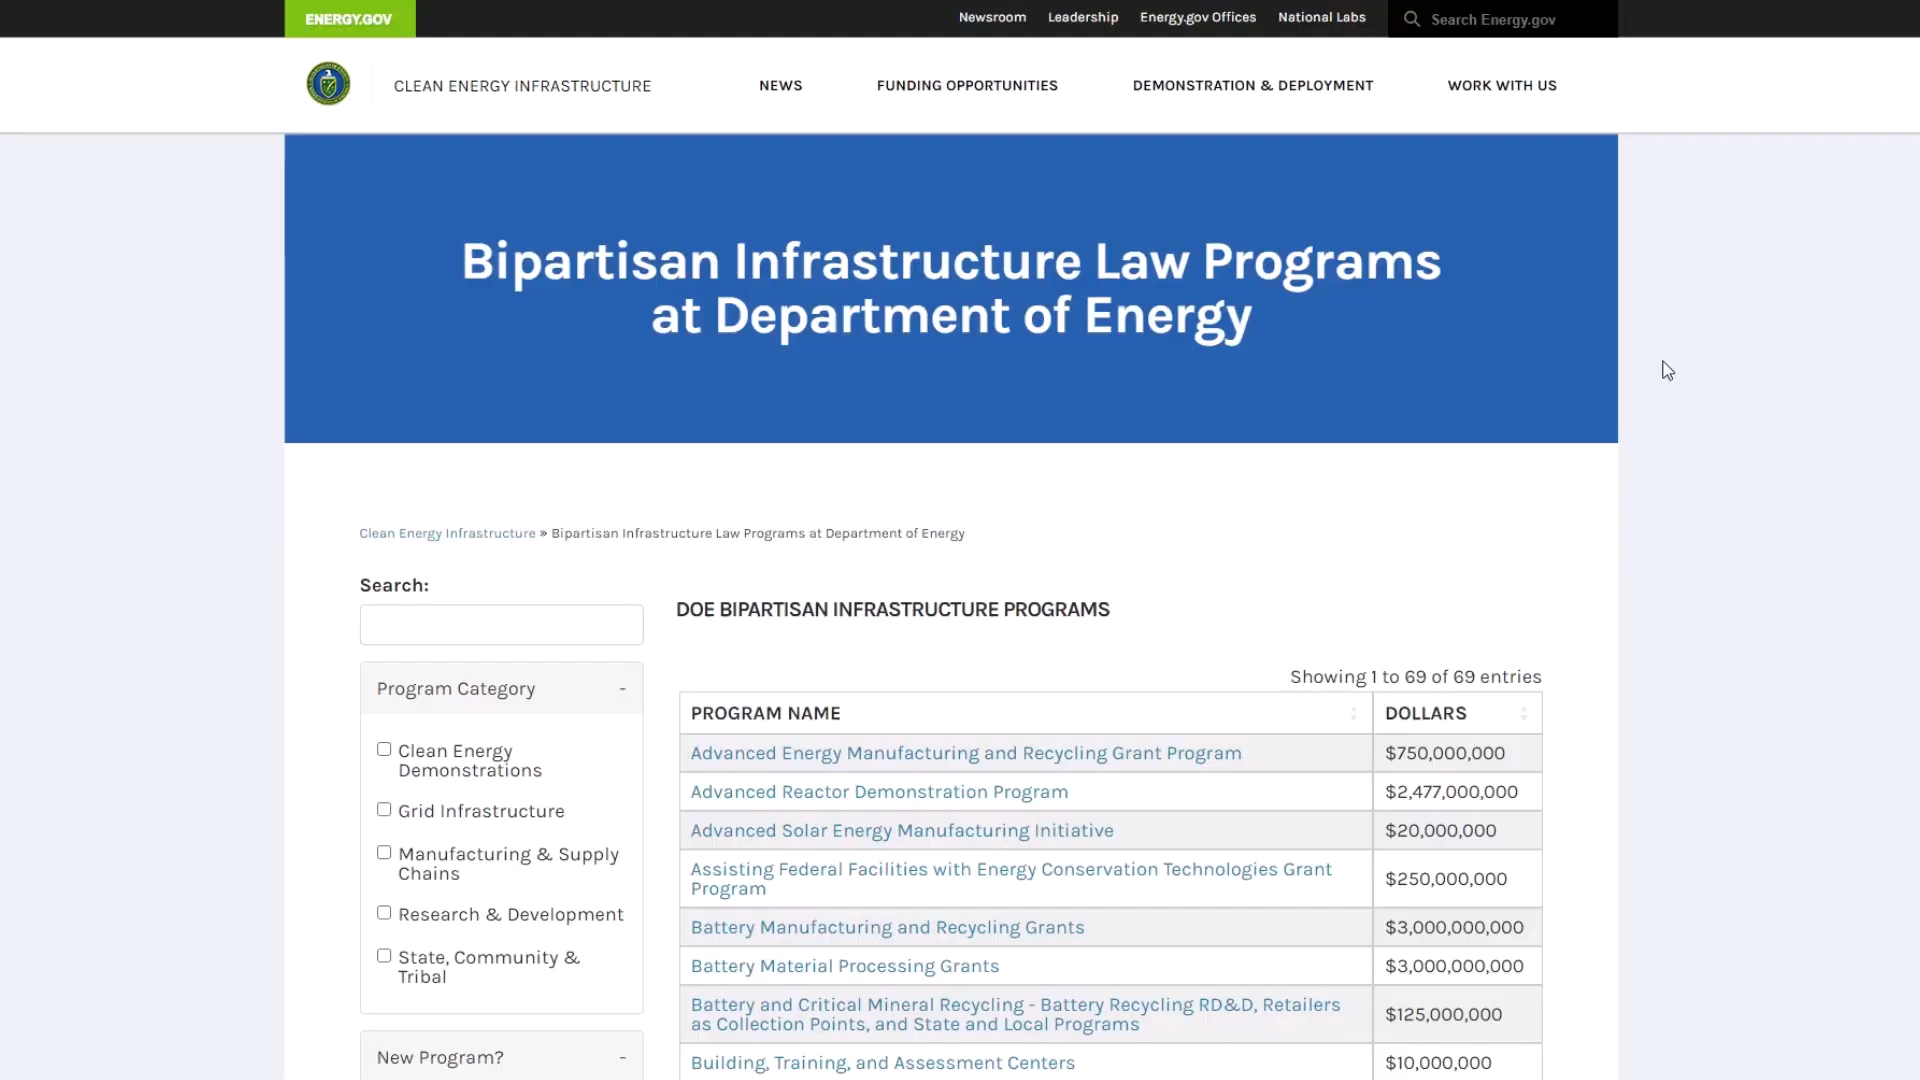 ENERGY.GOV
Newsroom Leadership Energy.gov Offices National Labs Search Energy.gov
CLEAN ENERGY INFRASTRUCTURE NEWS FUNDING OPPORTUNITIES DEMONSTRATION & DEPLOYMENT WORK WITH US
Bipartisan Infrastructure Law Programs
at Department of Energy
Clean Energy Infrastructure » Bipartisan Infrastructure Law Programs at Department of Energy
Search:
Program Category -
Clean Energy
Demonstrations
Grid Infrastructure
Manufacturing & Supply
Chains
Research & Development
State, Community &
Tribal
New Program? -
DOE BIPARTISAN INFRASTRUCTURE PROGRAMS
Showing 1 to 69 of 69 entries
PROGRAM NAME DOLLARS
Advanced Energy Manufacturing and Recycling Grant Program $750,000,000
Advanced Reactor Demonstration Program $2,477,000,000
Advanced Solar Energy Manufacturing Initiative $20,000,000
Assisting Federal Facilities with Energy Conservation Technologies Grant
Program $250,000,000
Battery Manufacturing and Recycling Grants $3,000,000,000
Battery Material Processing Grants $3,000,000,000
Battery and Critical Mineral Recycling - Battery Recycling RD&D, Retailers
as Collection Points, and State and Local Programs $125,000,000
Building, Training, and Assessment Centers $10,000,000